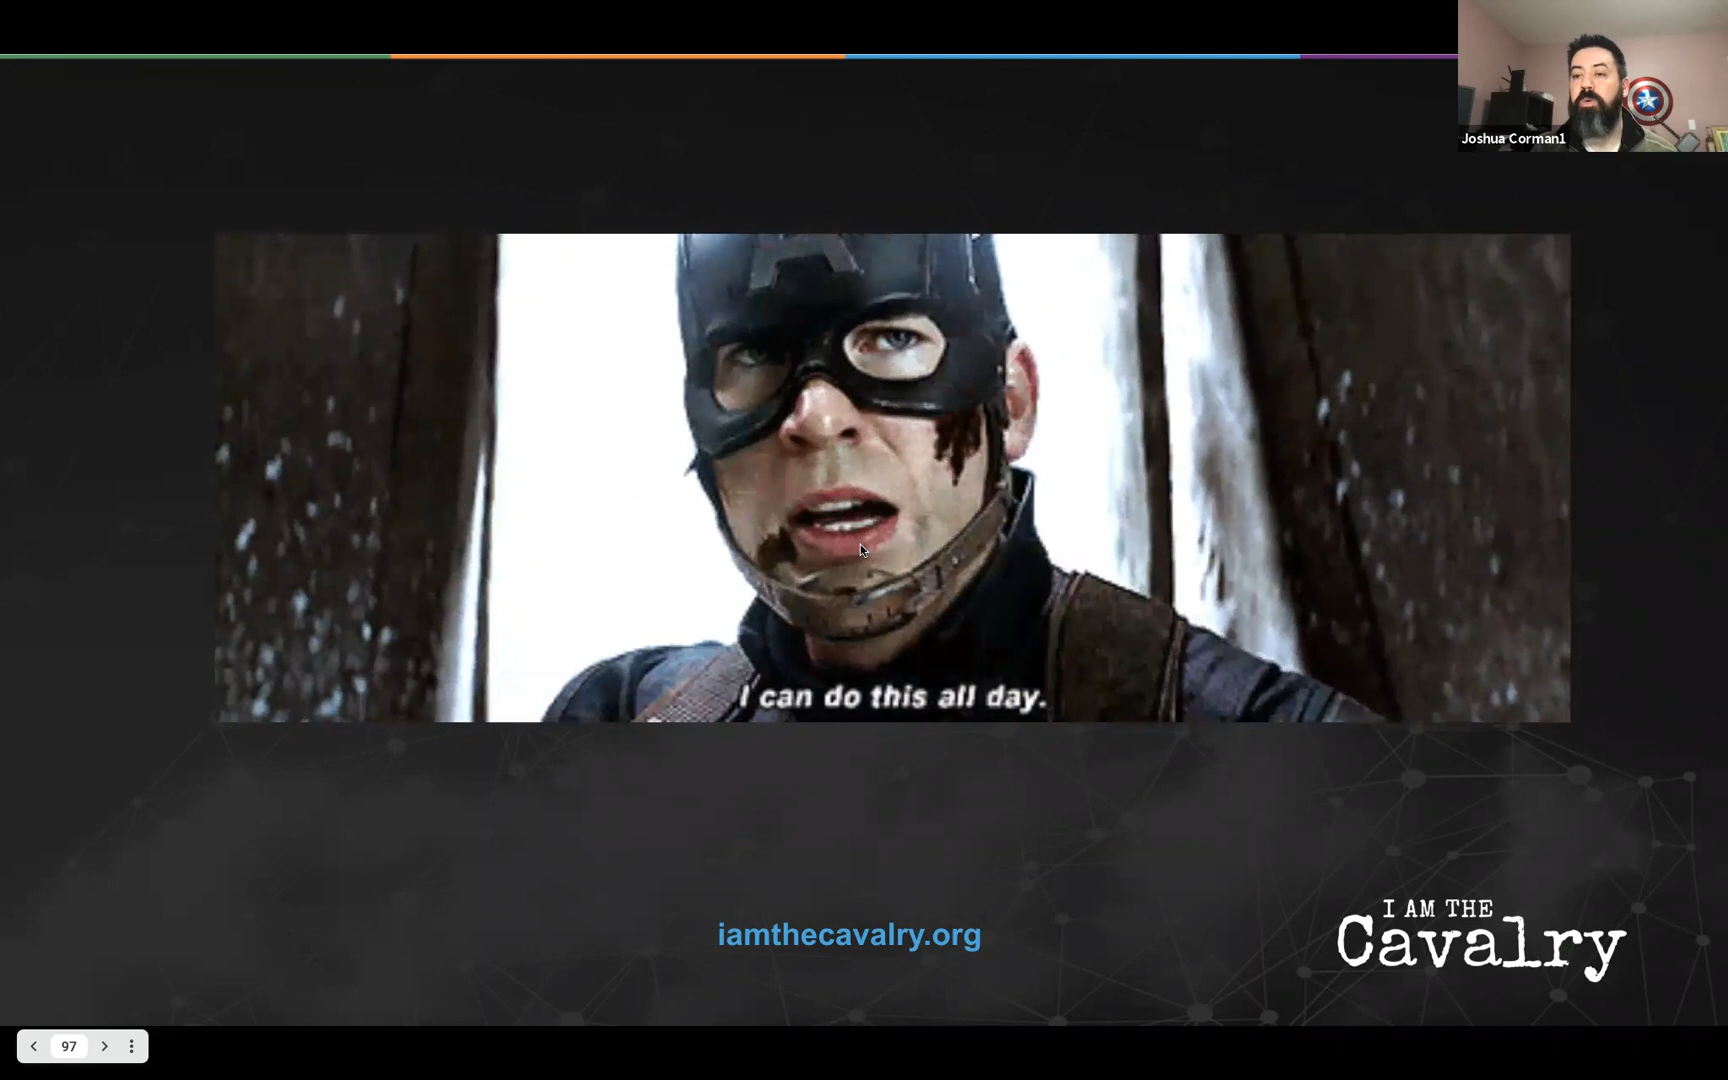 Joshua Corman1
I can do this all day.
iamthecavalry.org
I AM THE
Cavalry
97